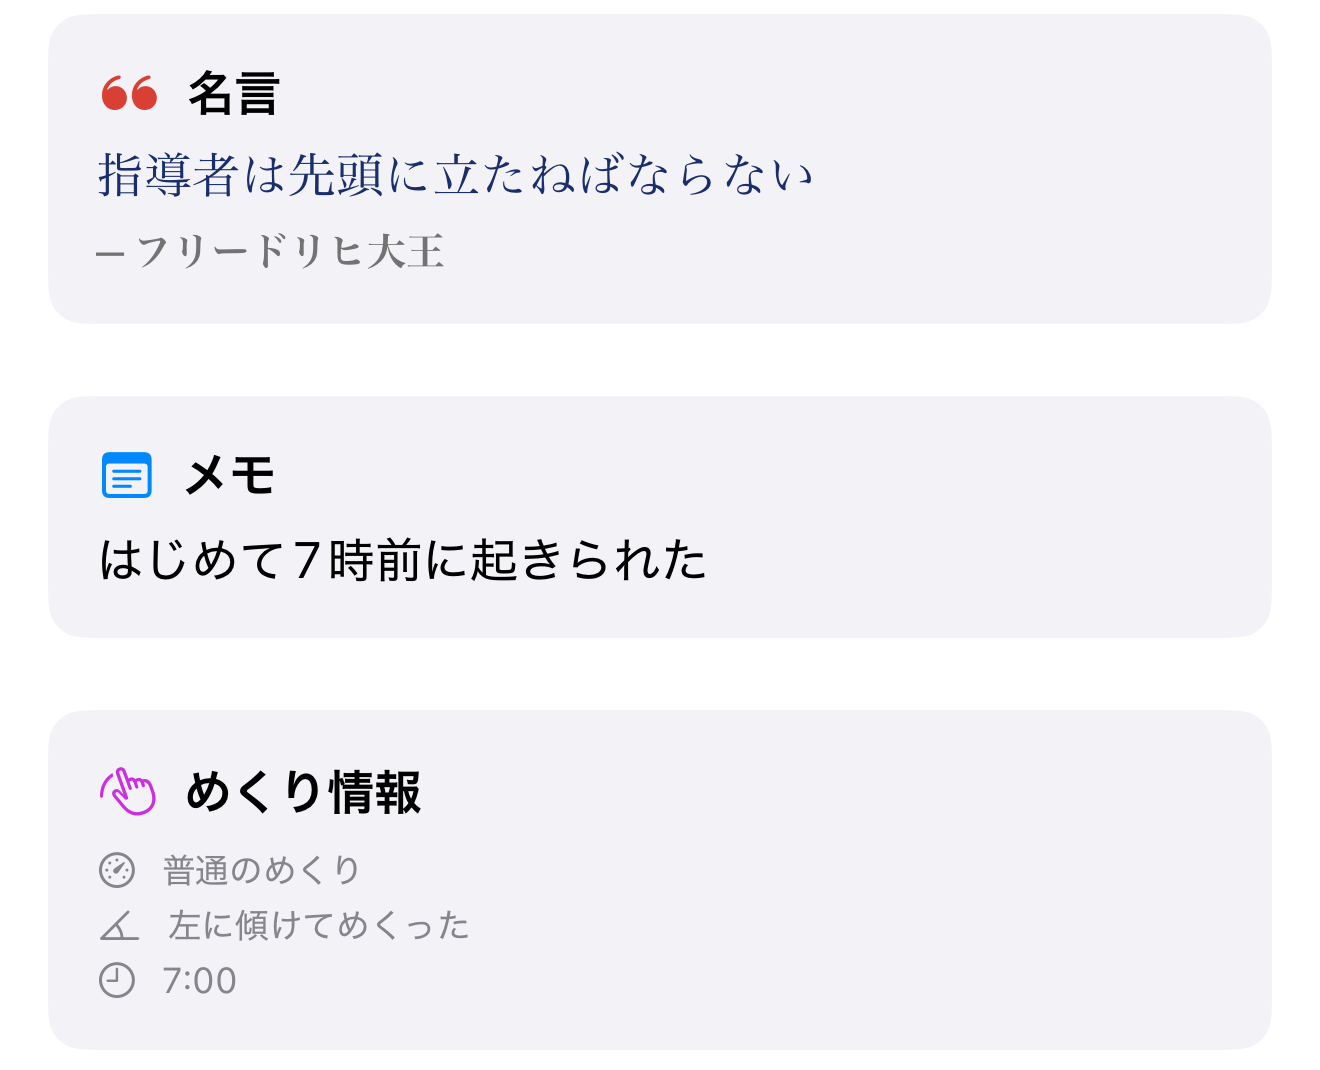 名言
指導者は先頭に立たねばならない
– フリードリヒ大王
メモ
はじめて7時前に起きられた
めくり情報
普通のめくり
左に傾けてめくった
7:00